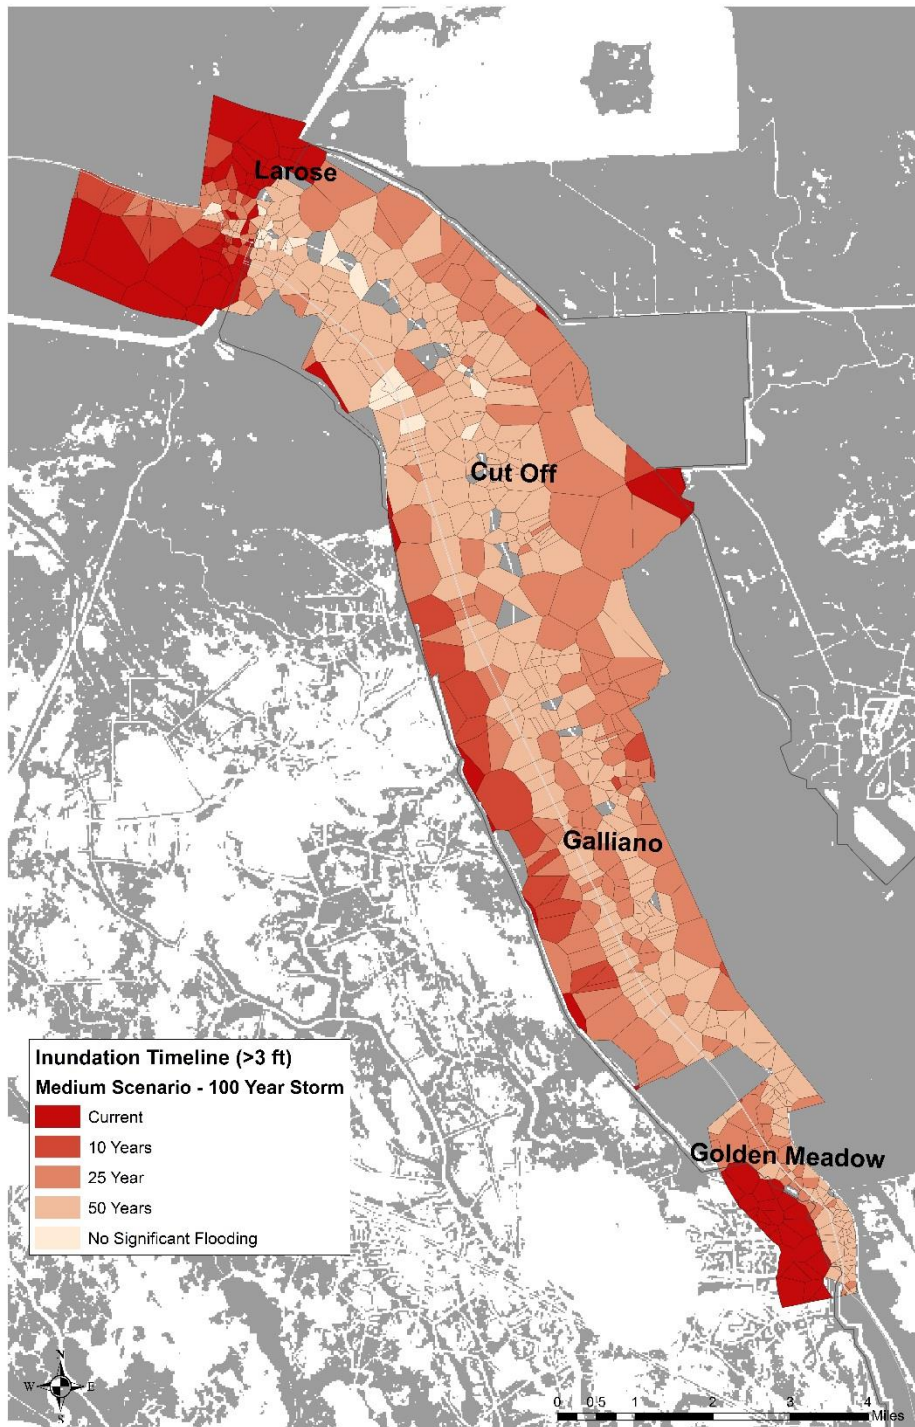 Larose
Cut Off
Galliano
Golden Meadow
Inundation Timeline (>3 ft)
Medium Scenario - 100 Year Storm
Current
10 Years
25 Year
50 Years
No Significant Flooding
N
W E
S
0 0.5 1 2 3 4
Miles